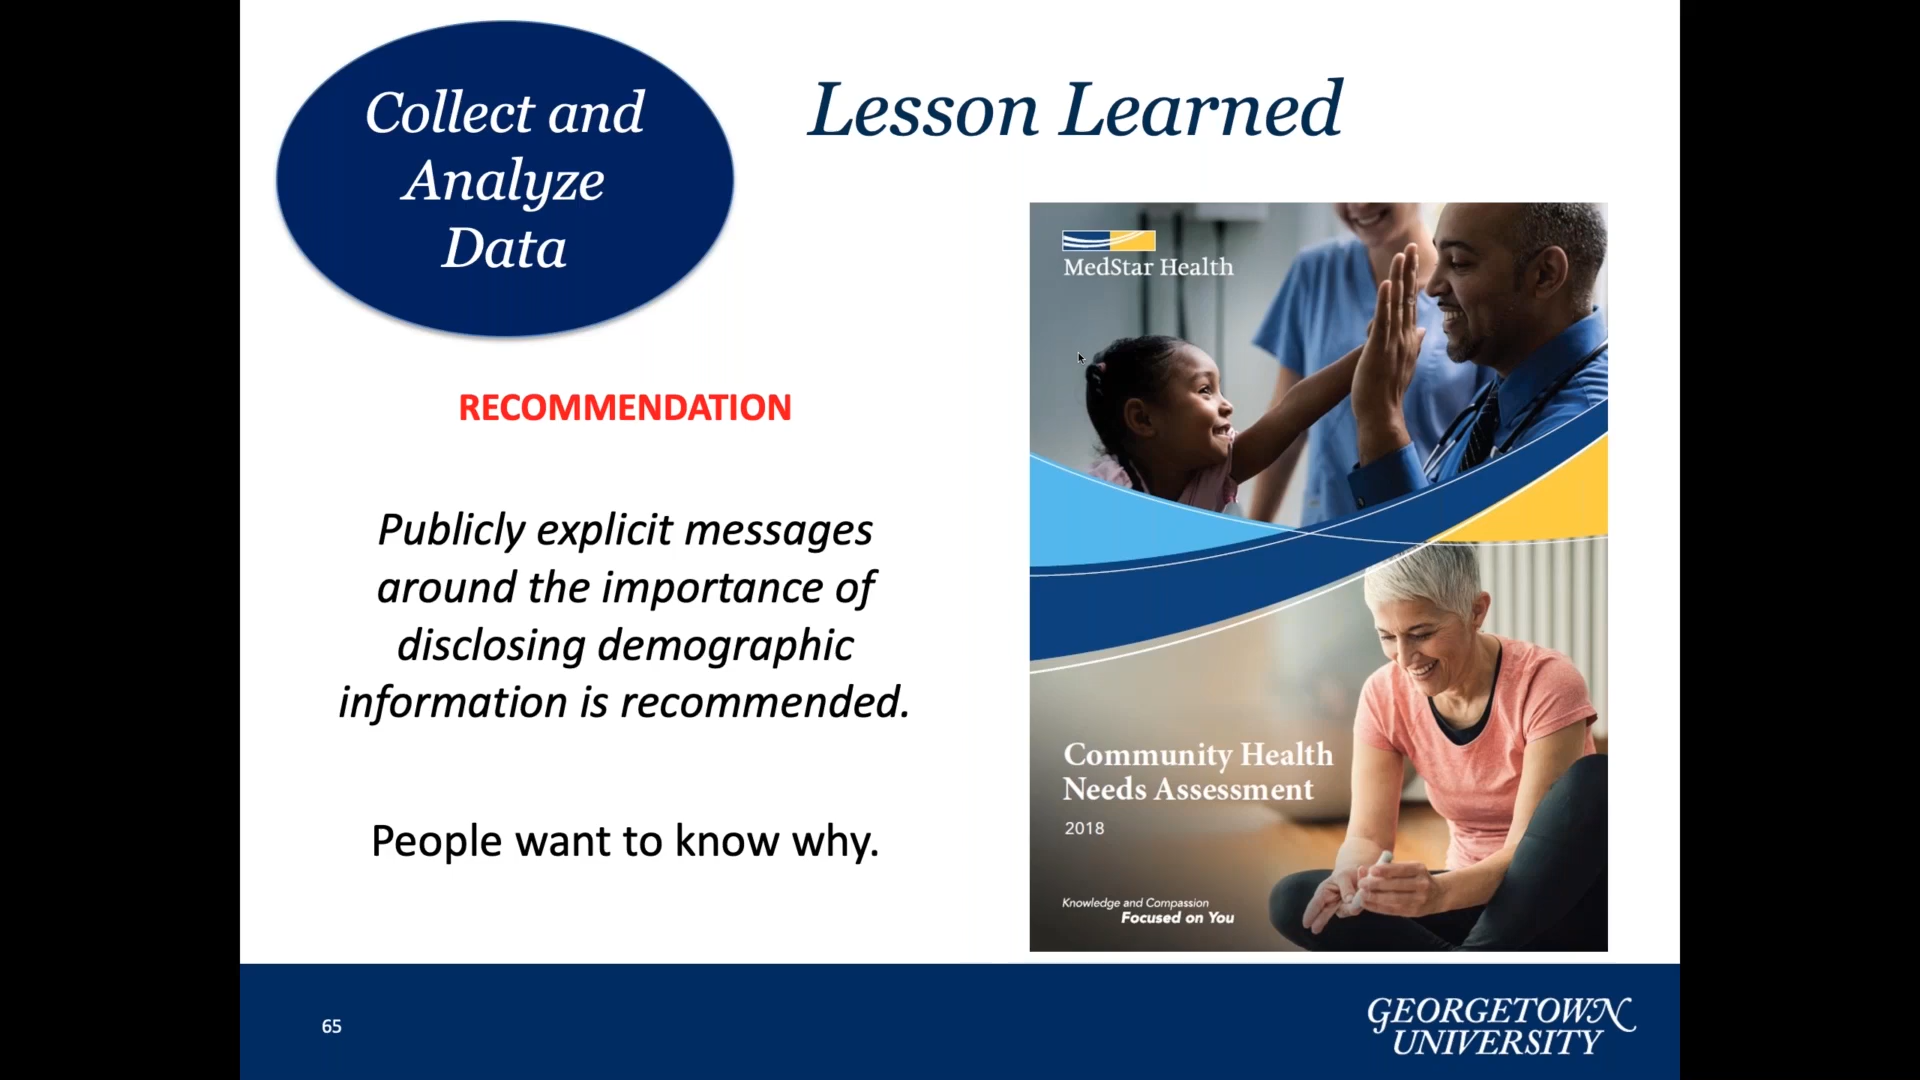 Collect and
Analyze
Data
Lesson Learned
RECOMMENDATION
Publicly explicit messages
around the importance of
disclosing demographic
information is recommended.
People want to know why.
MedStar Health
Community Health
Needs Assessment
2018
Knowledge and Compassion
Focused on You
65
GEORGETOWN
UNIVERSITY